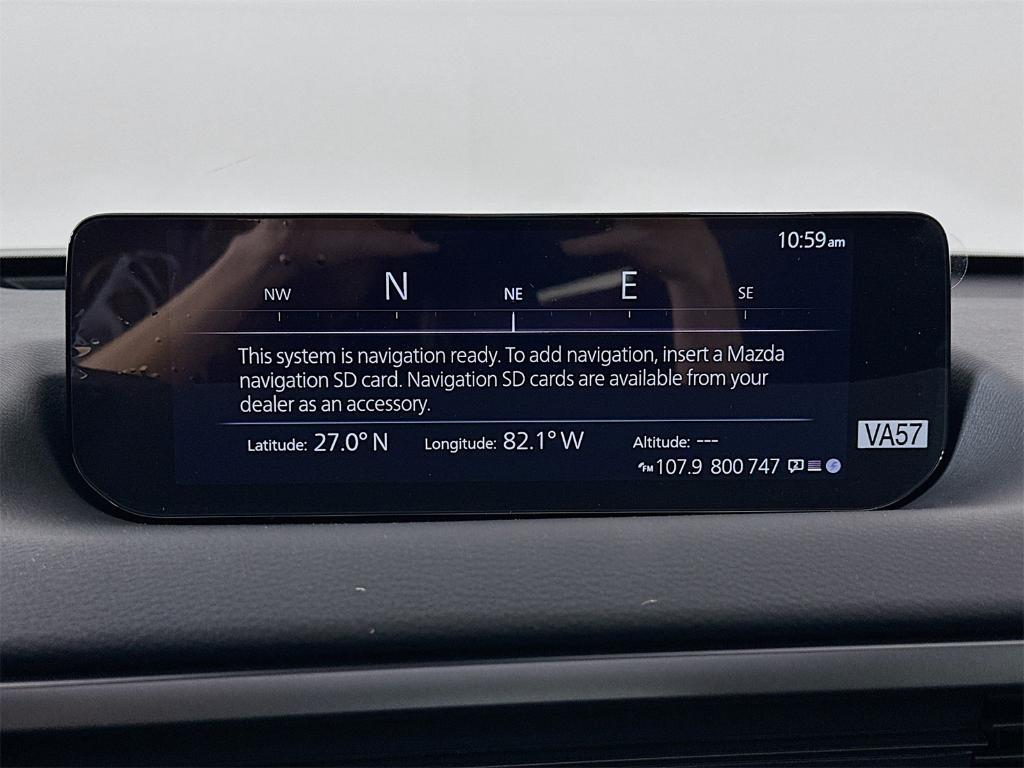 10:59am
NW N NE E SE
This system is navigation ready. To add navigation, insert a Mazda
navigation SD card. Navigation SD cards are available from your
dealer as an accessory.
Latitude: 27.0° N Longitude: 82.1° W Altitude: ---
VA57
FM 107.9 800 747